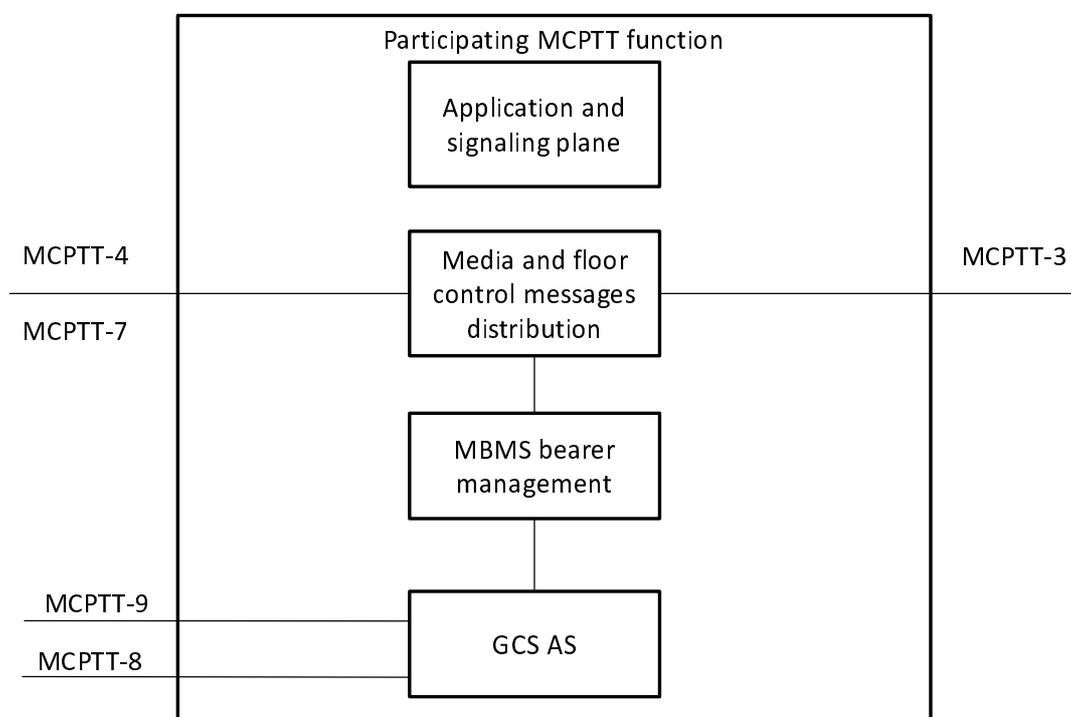 Participating MCPTT function
Application and
signaling plane
MCPTT-4
MCPTT-3
Media and floor
control messages
distribution
MCPTT-7
MBMS bearer
management
MCPTT-9
GCS AS
MCPTT-8